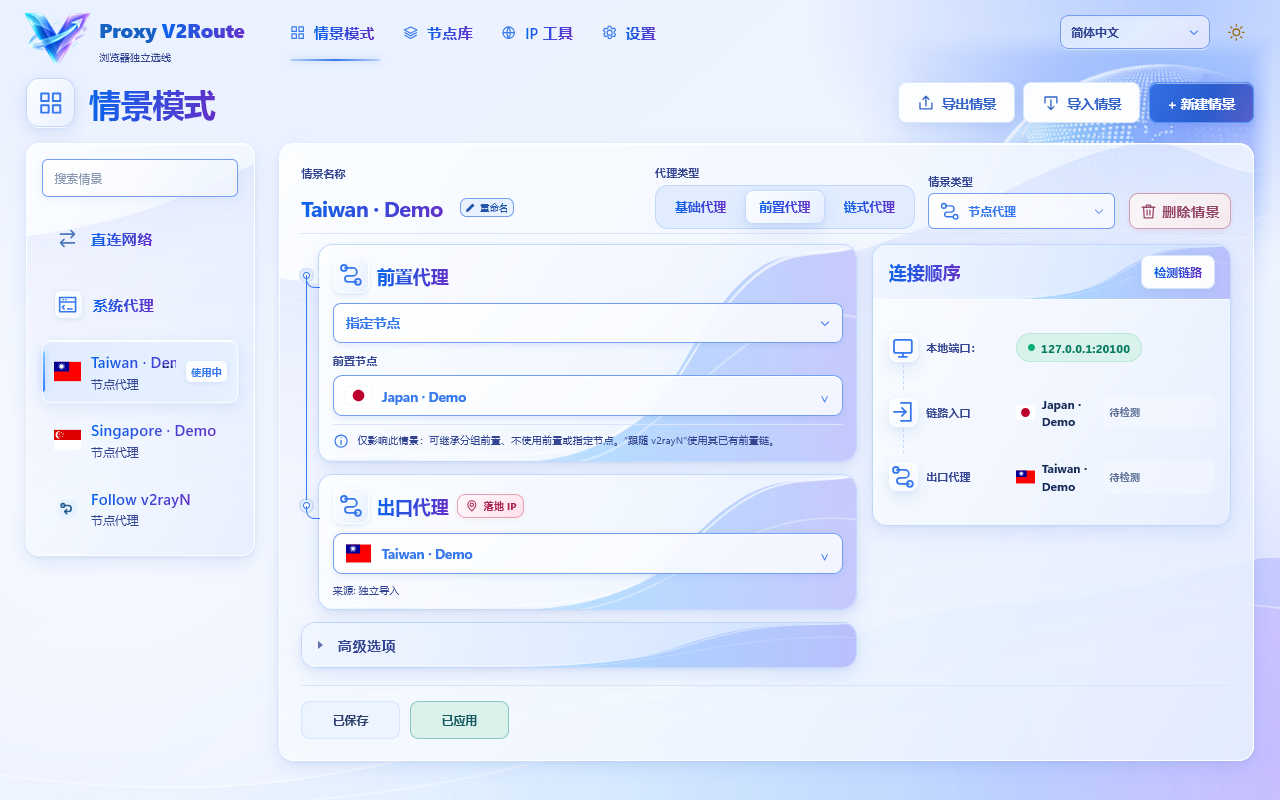 Proxy V2Route
浏览器独立选线
情景模式
节点库
IP 工具
设置
简体中文
情景模式
导出情景
导入情景
+ 新建情景
搜索情景
直连网络
系统代理
Taiwan · Den
节点代理
使用中
Singapore · Demo
节点代理
Follow v2rayN
节点代理
情景名称
Taiwan · Demo
重命名
代理类型
基础代理
前置代理
链式代理
情景类型
节点代理
删除情景
前置代理
指定节点
前置节点
Japan · Demo
仅影响此情景：可继承分组前置、不使用前置或指定节点。“跟随 v2rayN”使用其已有前置链。
出口代理
落地 IP
Taiwan · Demo
来源: 独立导入
高级选项
已保存
已应用
连接顺序
检测链路
本地端口:
127.0.0.1:20100
链路入口
Japan ·
Demo
待检测
出口代理
Taiwan ·
Demo
待检测